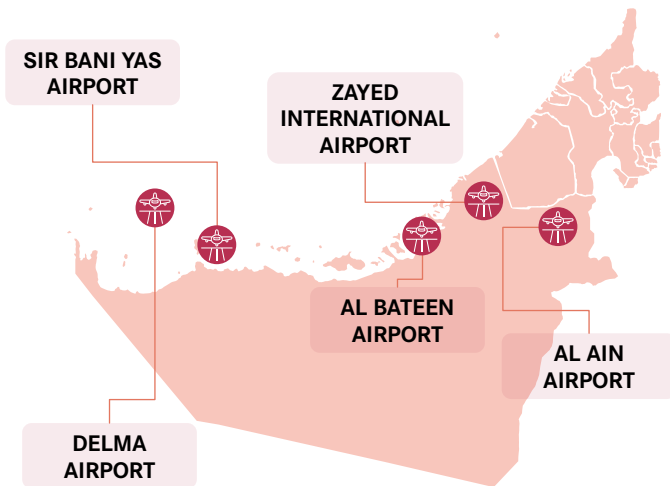 SIR BANI YAS
AIRPORT
ZAYED
INTERNATIONAL
AIRPORT
AL BATEEN
AIRPORT
AL AIN
AIRPORT
DELMA
AIRPORT